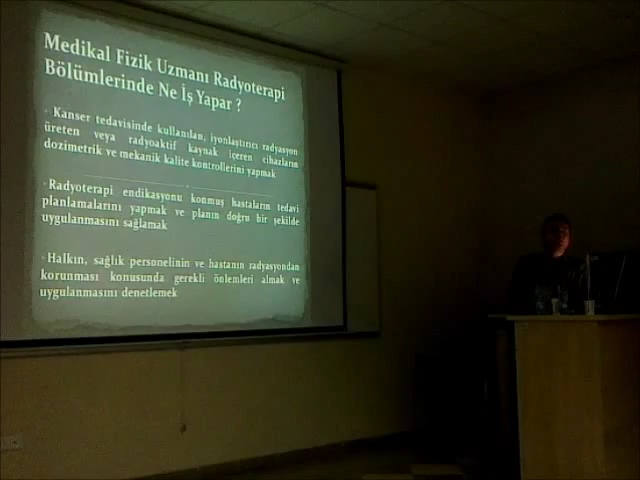 Medikal Fizik Uzmanı Radyoterapi
Bölümlerinde Ne İş Yapar ?
· Kanser tedavisinde kullanılan, iyonlaştırıcı radyasyon
üreten veya radyoaktif kaynak içeren cihazların
dozimetrik ve mekanik kalite kontrollerini yapmak
·Radyoterapi endikasyonu konmuş hastaların tedavi
planlamalarını yapmak ve planın doğru bir şekilde
uygulanmasını sağlamak
·Halkın, sağlık personelinin ve hastanın radyasyondan
korunması konusunda gerekli önlemleri almak ve
uygulanmasını denetlemek